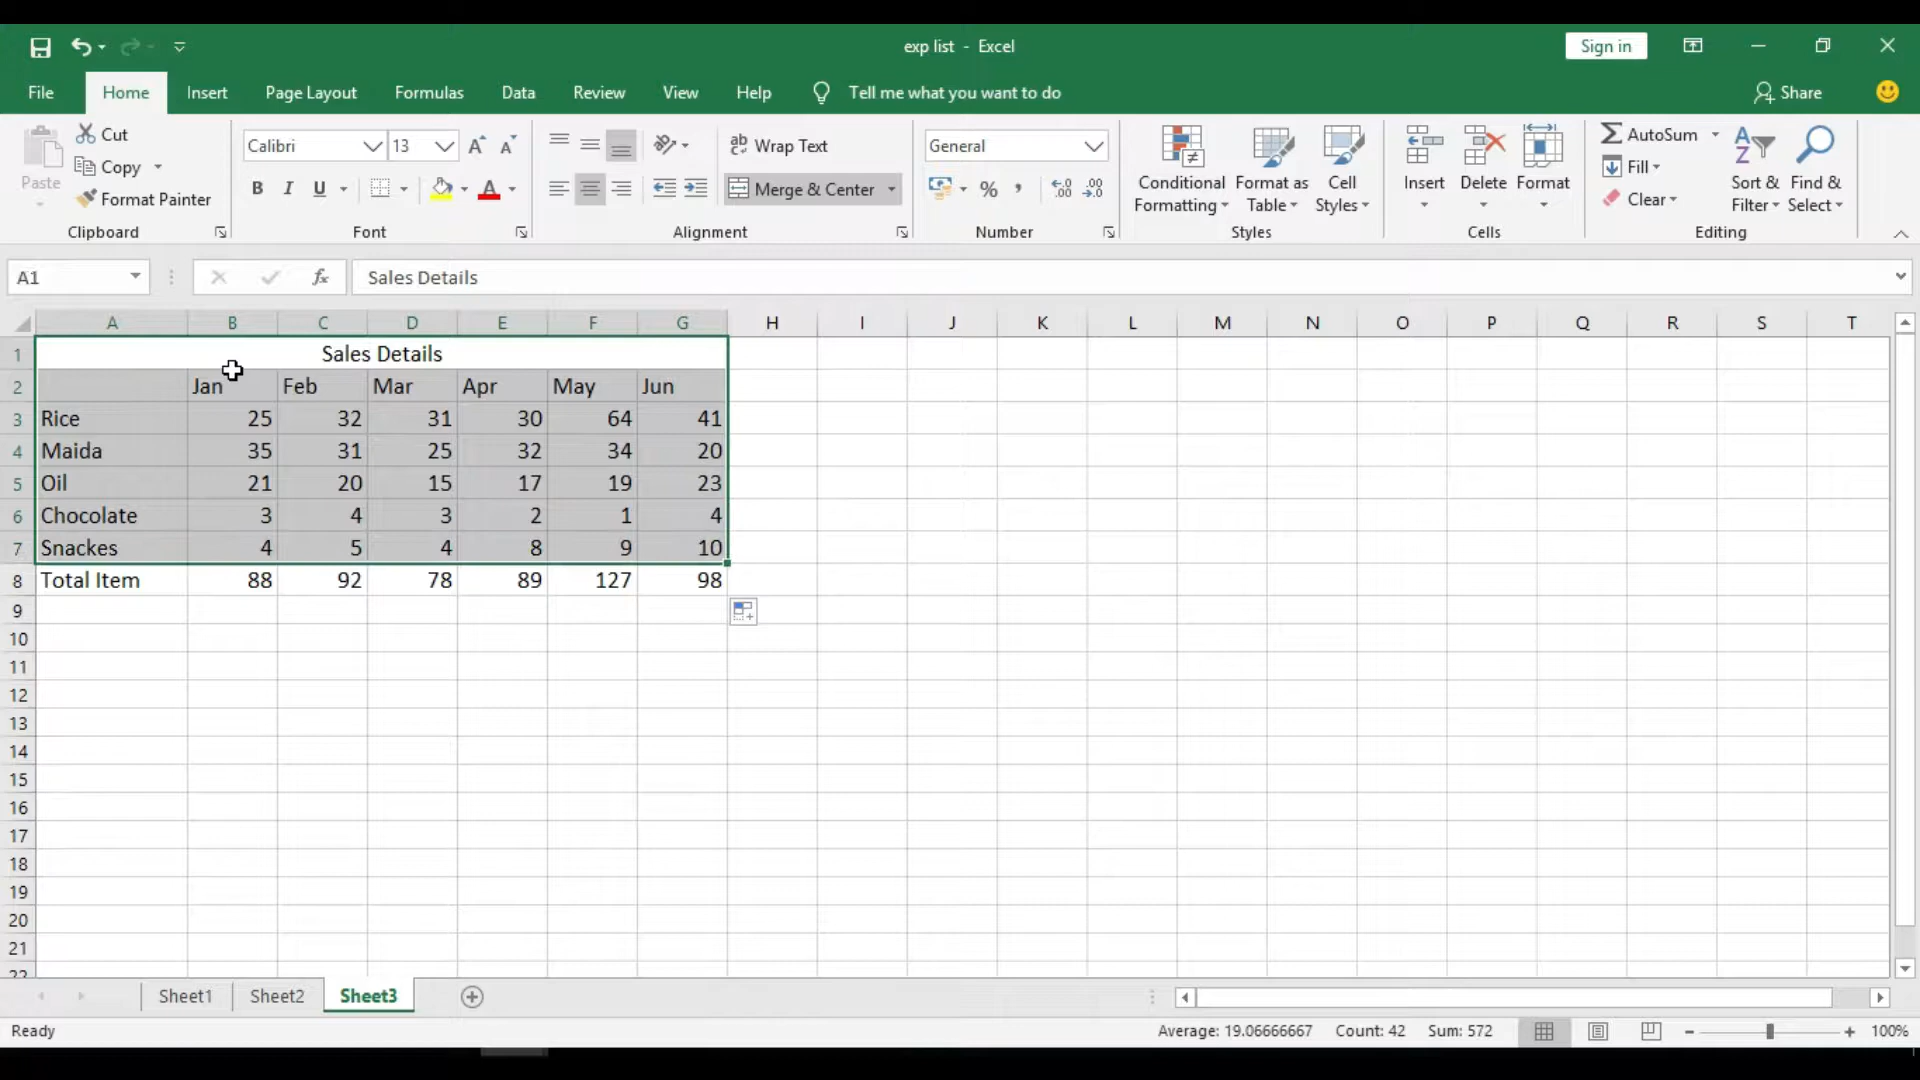 exp list - Excel
Sign in
File Home Insert Page Layout Formulas Data Review View Help Tell me what you want to do Share
Paste
Cut
Copy
Format Painter
Clipboard
Calibri 13
B I U
Font
Wrap Text
Merge & Center
Alignment
General
%
Number
Conditional Formatting
Format as Table
Cell Styles
Styles
Insert
Delete
Format
Cells
AutoSum
Fill
Clear
Sort & Filter
Find & Select
Editing
A1 fx Sales Details
A B C D E F G H I J K L M N O P Q R S T
1 Sales Details
2 Jan Feb Mar Apr May Jun
3 Rice 25 32 31 30 64 41
4 Maida 35 31 25 32 34 20
5 Oil 21 20 15 17 19 23
6 Chocolate 3 4 3 2 1 4
7 Snackes 4 5 4 8 9 10
8 Total Item 88 92 78 89 127 98
9
10
11
12
13
14
15
16
17
18
19
20
21
22
Sheet1 Sheet2 Sheet3
Ready Average: 19.06666667 Count: 42 Sum: 572 100%